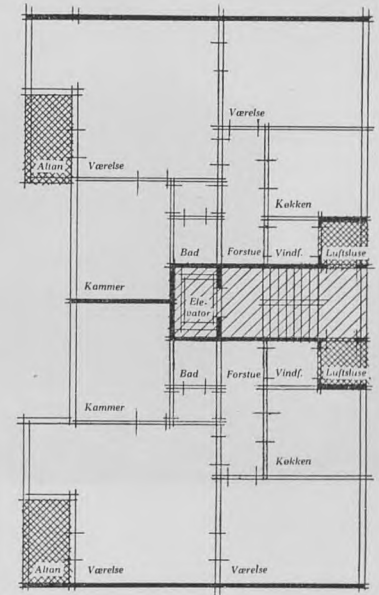 Værelse
Altan
Værelse
Køkken
Bad
Forstue
Vindf.
Luftsluse
Kammer
Ele-
vator
Bad
Forstue
Vindf.
Luftsluse
Kammer
Køkken
Altan
Værelse
Værelse